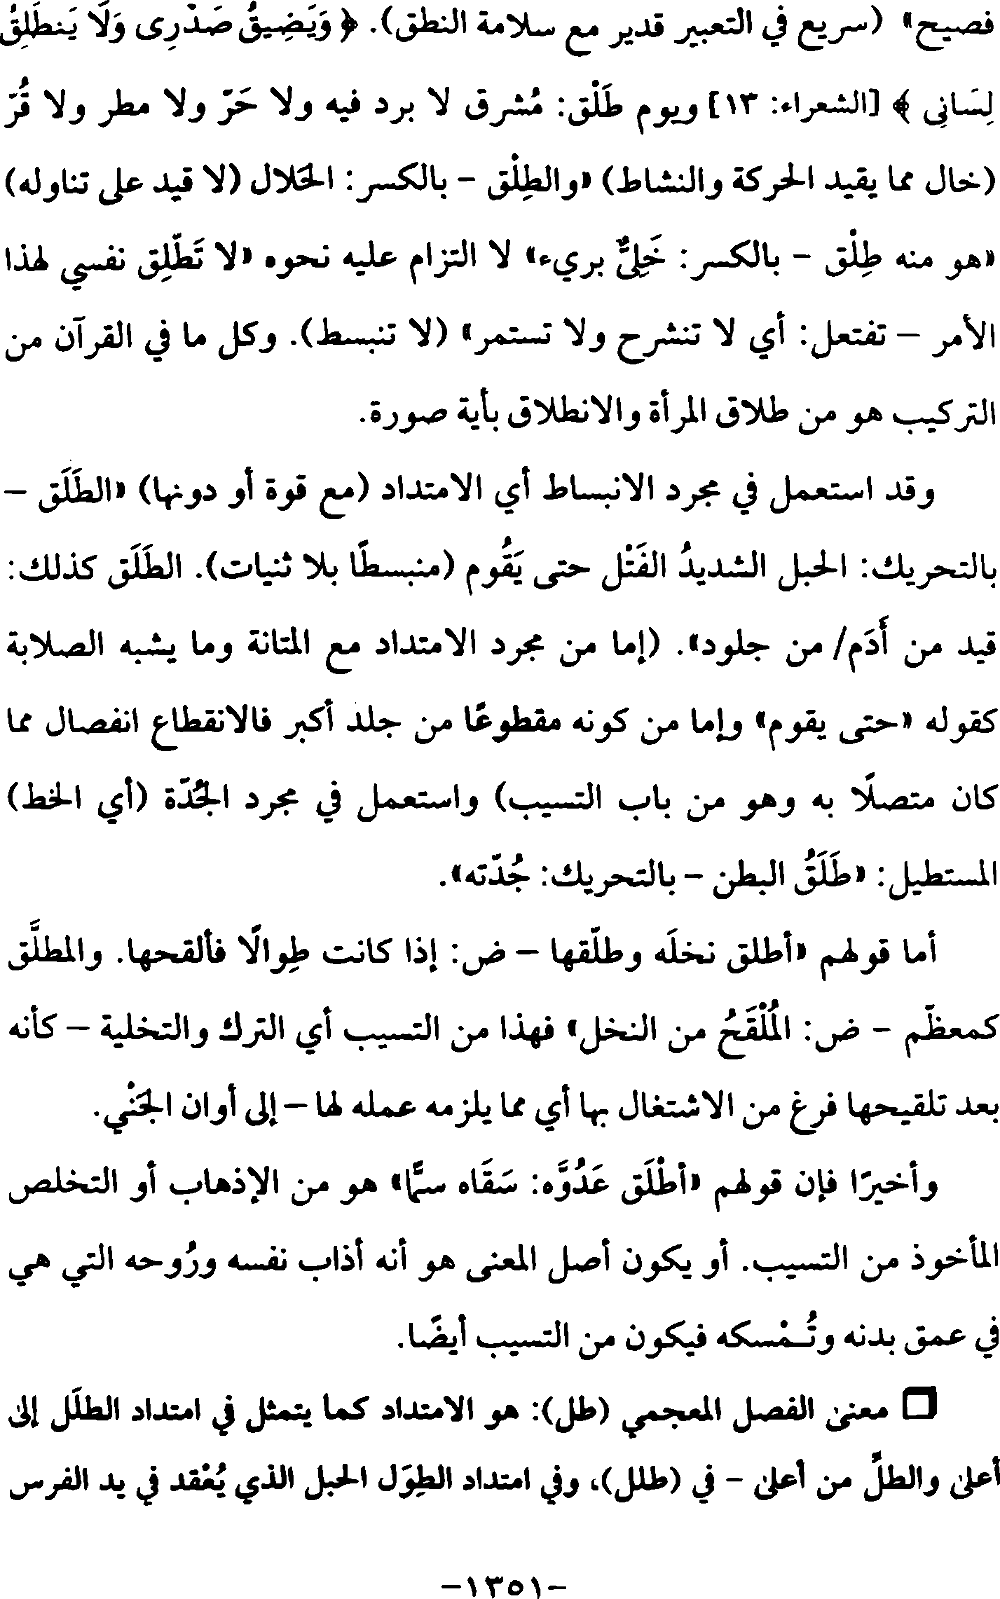 فصيح» (سريع في التعبير قدير مع سلامة النطق). ﴿ وَيَضِيقُ صَدْرِى وَلَا يَنطَلِقُ
لِسَانِى ﴾ [الشعراء: ١٣] ويوم طَلْق: مُشرق لا برد فيه ولا حَرّ ولا مطر ولا قُرّ
(خال مما يقيد الحركة والنشاط) «والطِلْق – بالكسر: الحَلال (لا قيد على تناوله)
«هو منه طِلْق – بالكسر: خَلِىٌّ بريء» لا التزام عليه نحوه «لا تَطّلِق نفسي لهذا
الأمر – تفتعل: أي لا تنشرح ولا تستمر» (لا تنبسط). وكل ما في القرآن من
التركيب هو من طلاق المرأة والانطلاق بأية صورة.
وقد استعمل في مجرد الانبساط أي الامتداد (مع قوة أو دونها) «الطَلَق –
بالتحريك: الحبل الشديدُ الفَتْل حتى يَقُوم (منبسطًا بلا ثنيات). الطَلَق كذلك:
قيد من أَدَم/ من جلود». (إما من مجرد الامتداد مع المتانة وما يشبه الصلابة
كقوله «حتى يقوم» وإما من كونه مقطوعًا من جلد أكبر فالانقطاع انفصال مما
كان متصلًا به وهو من باب التسيب) واستعمل في مجرد الجُدّة (أي الخط)
المستطيل: «طَلَقُ البطن – بالتحريك: جُدّته».
أما قولهم «أطلق نخلَه وطلّقها – ض: إذا كانت طِوالًا فألقحها. والمطلَّق
كمعظّم – ض: المُلْقَحُ من النخل» فهذا من التسيب أي الترك والتخلية – كأنه
بعد تلقيحها فرغ من الاشتغال بها أي مما يلزمه عمله لها – إلى أوان الجَنْي.
وأخيرًا فإن قولهم «أطْلَق عَدُوَّه: سَقَاه سمًّا» هو من الإذهاب أو التخلص
المأخوذ من التسيب. أو يكون أصل المعنى هو أنه أذاب نفسه ورُوحه التي هي
في عمق بدنه وتُـمْسكه فيكون من التسيب أيضًا.
❒ معنى الفصل المعجمي (طل): هو الامتداد كما يتمثل في امتداد الطلَل إلى
أعلى والطلِّ من أعلى – في (طلل)، وفي امتداد الطِوَل الحبل الذي يُعْقد في يد الفرس
–١٣٥١–